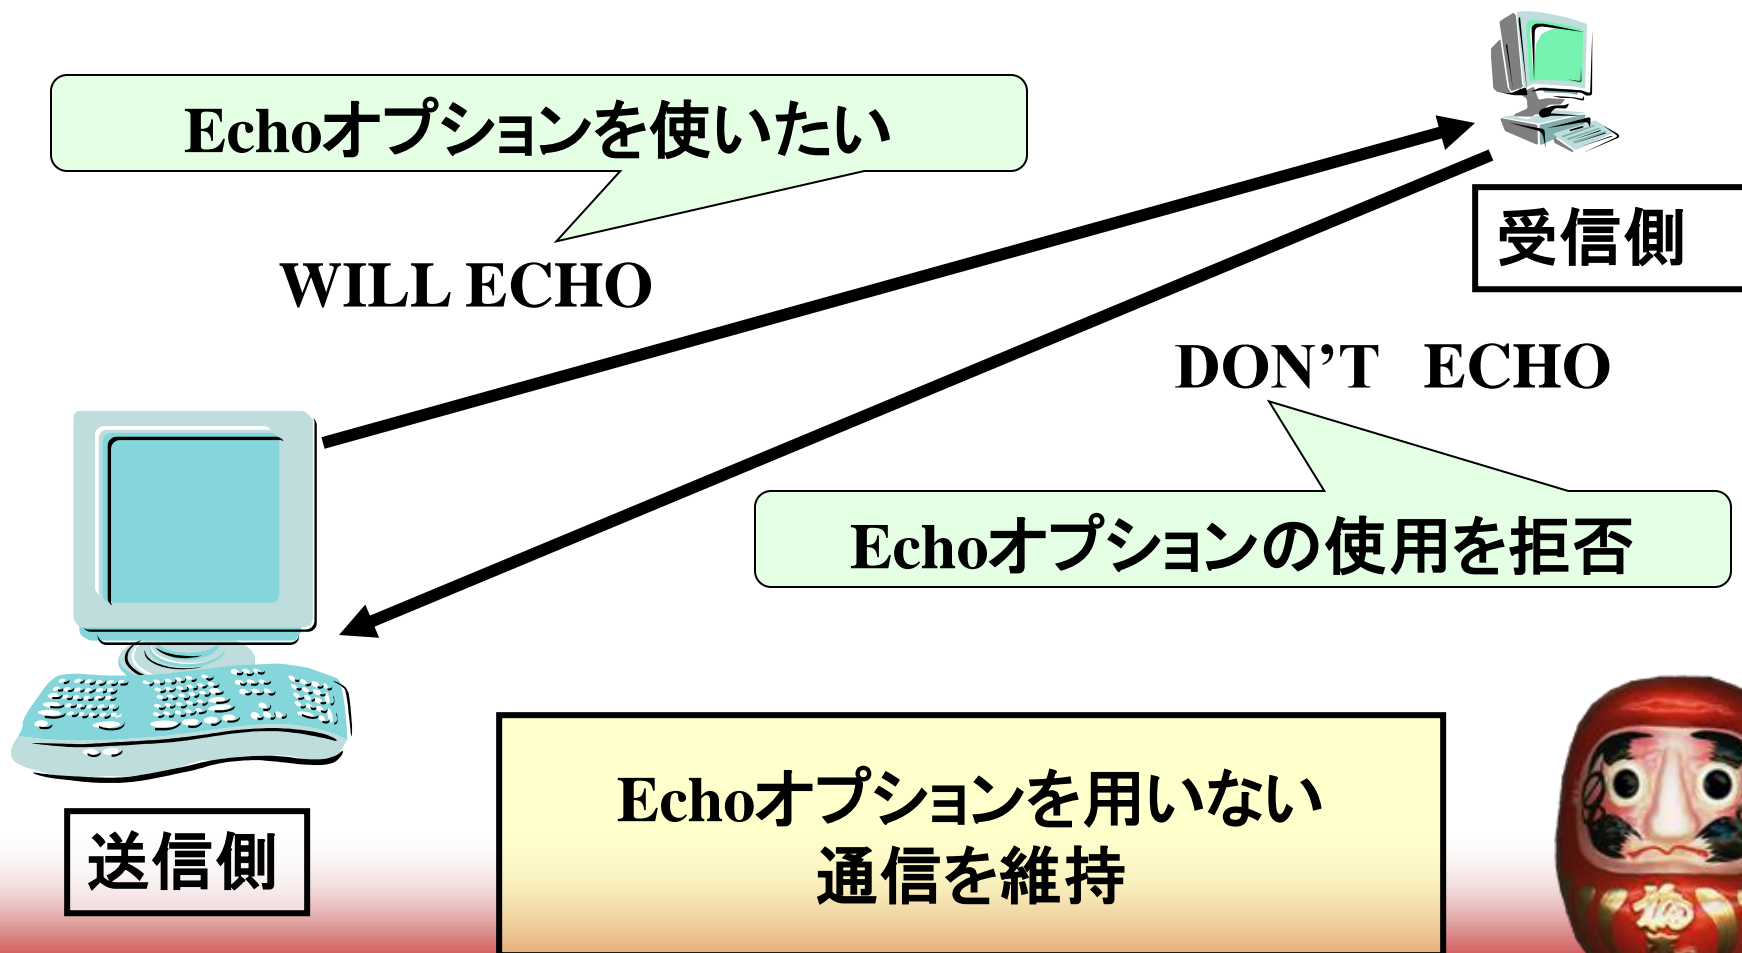 Echoオプションを使いたい
受信側
WILL ECHO
DON’T ECHO
Echoオプションの使用を拒否
送信側
Echoオプションを用いない
通信を維持